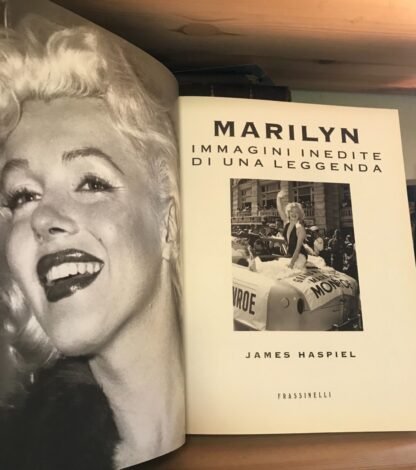 MARILYN
IMMAGINI INEDITE
DI UNA LEGGENDA
JAMES HASPIEL
FRASSINELLI